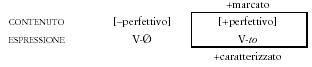 +marcato
CONTENUTO [–perfettivo] [+perfettivo]
ESPRESSIONE V-Ø V-to
+caratterizzato